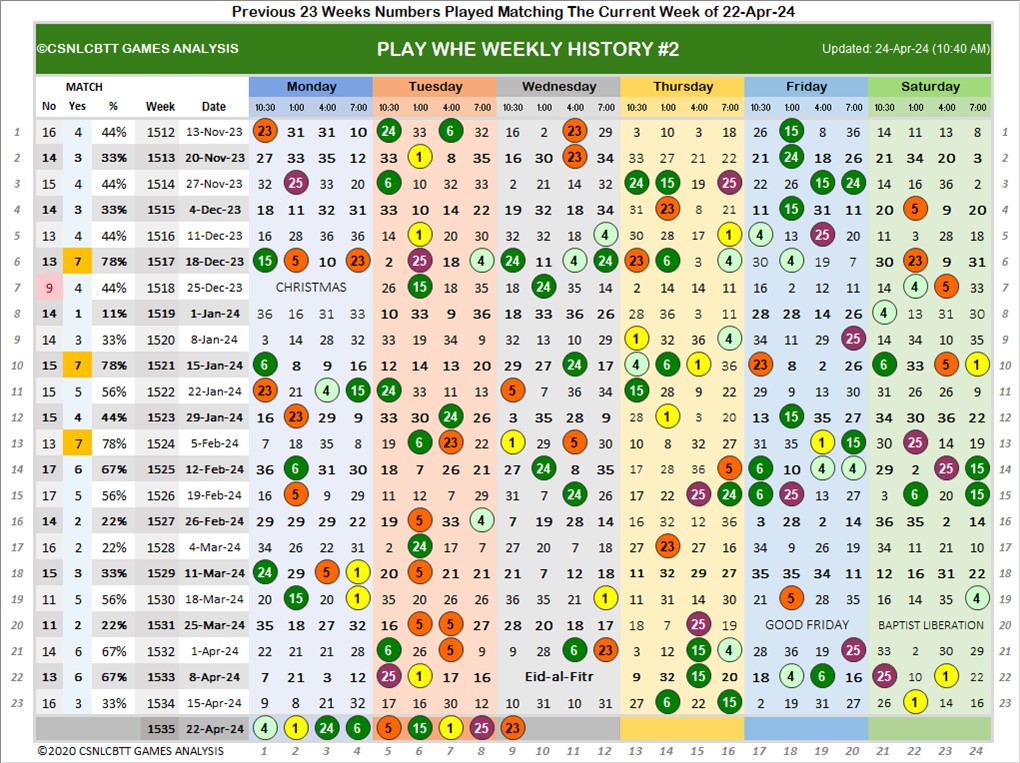 Previous 23 Weeks Numbers Played Matching The Current Week of 22-Apr-24
©CSNLCBTT GAMES ANALYSIS PLAY WHE WEEKLY HISTORY #2 Updated: 24-Apr-24 (10:40 AM)
MATCH Monday Tuesday Wednesday Thursday Friday Saturday
No Yes % Week Date 10:30 1:00 4:00 7:00 10:30 1:00 4:00 7:00 10:30 1:00 4:00 7:00 10:30 1:00 4:00 7:00 10:30 1:00 4:00 7:00 10:30 1:00 4:00 7:00
1 16 4 44% 1512 13-Nov-23 23 31 31 10 24 33 6 32 16 2 23 29 3 10 3 18 26 15 8 36 14 11 13 8 1
2 14 3 33% 1513 20-Nov-23 27 33 35 12 33 1 8 35 16 30 23 34 33 27 21 22 21 24 18 26 21 34 20 3 2
3 15 4 44% 1514 27-Nov-23 32 25 33 20 6 10 32 33 3 21 14 32 24 15 19 25 22 26 15 24 14 16 36 2 3
4 14 3 33% 1515 4-Dec-23 18 11 32 31 33 10 14 22 19 32 18 34 31 23 8 21 11 15 31 11 20 5 9 20 4
5 13 4 44% 1516 11-Dec-23 16 28 36 36 14 1 20 30 32 32 18 4 30 28 17 1 4 13 25 20 11 3 28 18 5
6 13 7 78% 1517 18-Dec-23 15 5 10 23 2 25 18 4 24 11 4 24 23 6 3 4 30 4 19 7 30 23 9 31 6
7 9 4 44% 1518 25-Dec-23 CHRISTMAS 26 15 18 35 18 24 35 14 2 14 14 11 16 2 12 11 14 4 5 33 7
8 14 1 11% 1519 1-Jan-24 36 16 31 33 10 33 9 36 18 33 36 26 28 36 3 11 28 28 14 26 4 13 31 30 8
9 14 3 33% 1520 8-Jan-24 3 14 28 32 33 19 34 9 32 13 10 29 1 32 36 4 34 11 29 25 14 34 10 35 9
10 15 7 78% 1521 15-Jan-24 6 8 9 16 12 14 13 20 29 27 24 17 4 6 1 36 23 8 2 26 6 33 5 1 10
11 15 5 56% 1522 22-Jan-24 23 21 4 15 24 33 11 13 5 7 36 34 15 28 9 22 29 9 13 30 31 26 26 9 11
12 15 4 44% 1523 29-Jan-24 16 23 29 9 33 30 24 26 3 35 28 9 28 1 3 20 13 15 35 27 34 30 36 22 12
13 13 7 78% 1524 5-Feb-24 7 18 35 8 19 6 23 22 1 29 5 30 10 8 32 27 31 35 1 15 30 25 14 19 13
14 17 6 67% 1525 12-Feb-24 36 6 31 30 18 7 26 21 27 24 8 35 17 28 36 5 6 10 4 4 29 2 23 15 14
15 17 5 56% 1526 19-Feb-24 16 5 9 29 11 12 7 29 31 7 24 26 17 22 25 24 6 25 13 27 3 6 20 15 15
16 14 2 22% 1527 26-Feb-24 29 29 29 22 19 5 33 4 7 19 28 14 16 32 12 36 3 28 2 14 36 35 2 14 16
17 16 2 22% 1528 4-Mar-24 34 26 22 31 2 24 17 7 27 20 7 18 17 23 27 16 34 9 26 19 34 11 21 10 17
18 15 3 33% 1529 11-Mar-24 24 29 5 1 20 5 21 21 21 7 12 18 11 32 29 27 35 35 34 11 12 16 31 22 18
19 11 5 56% 1530 18-Mar-24 20 15 20 1 35 20 26 26 36 35 21 1 11 31 14 30 21 5 28 35 16 14 35 4 19
20 11 2 22% 1531 25-Mar-24 35 18 27 32 16 5 5 27 28 20 18 17 18 7 25 19 GOOD FRIDAY BAPTIST LIBERATION 20
21 14 6 67% 1532 1-Apr-24 22 21 21 28 6 26 5 9 9 28 6 23 3 12 15 4 28 36 19 25 33 2 30 29 21
22 13 6 67% 1533 8-Apr-24 7 21 3 12 25 1 17 16 Eid-al-Fitr 9 32 15 20 18 4 6 16 25 10 1 22 22
23 16 3 33% 1534 15-Apr-24 9 8 21 32 17 16 30 12 10 31 10 31 27 6 22 15 2 19 31 27 26 1 14 16 23
1535 22-Apr-24 4 1 24 6 5 15 1 25 23
©2020 CSNLCBTT GAMES ANALYSIS 1 2 3 4 5 6 7 8 9 10 11 12 13 14 15 16 17 18 19 20 21 22 23 24